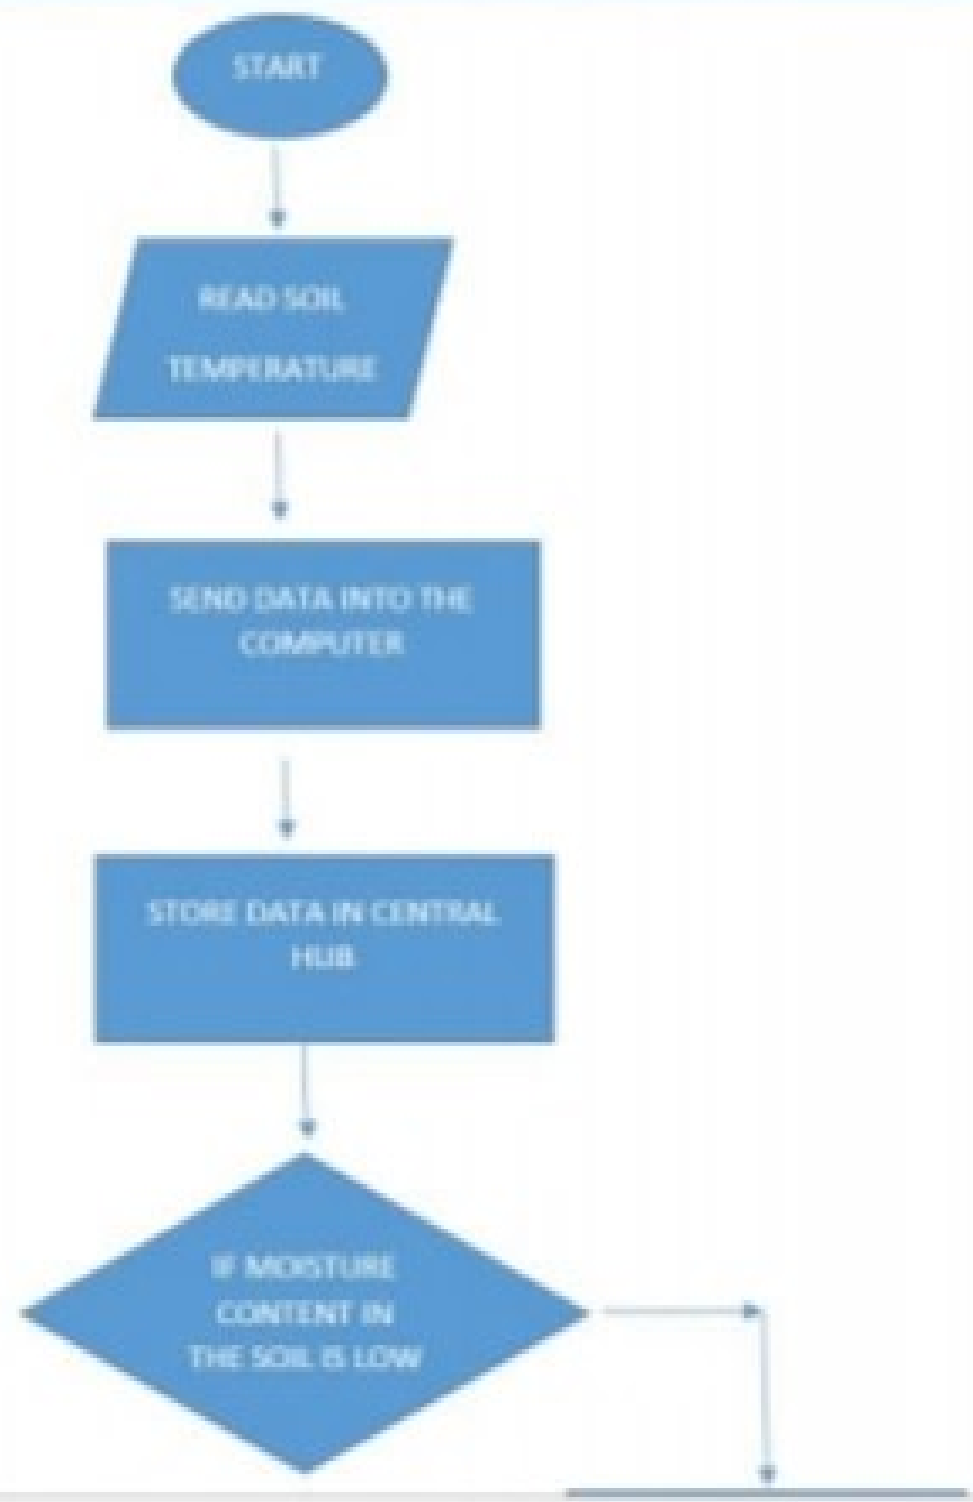 START
READ SOIL
TEMPERATURE
SEND DATA INTO THE
COMPUTER
STORE DATA IN CENTRAL
HUB
IF MOISTURE
CONTENT IN
THE SOIL IS LOW